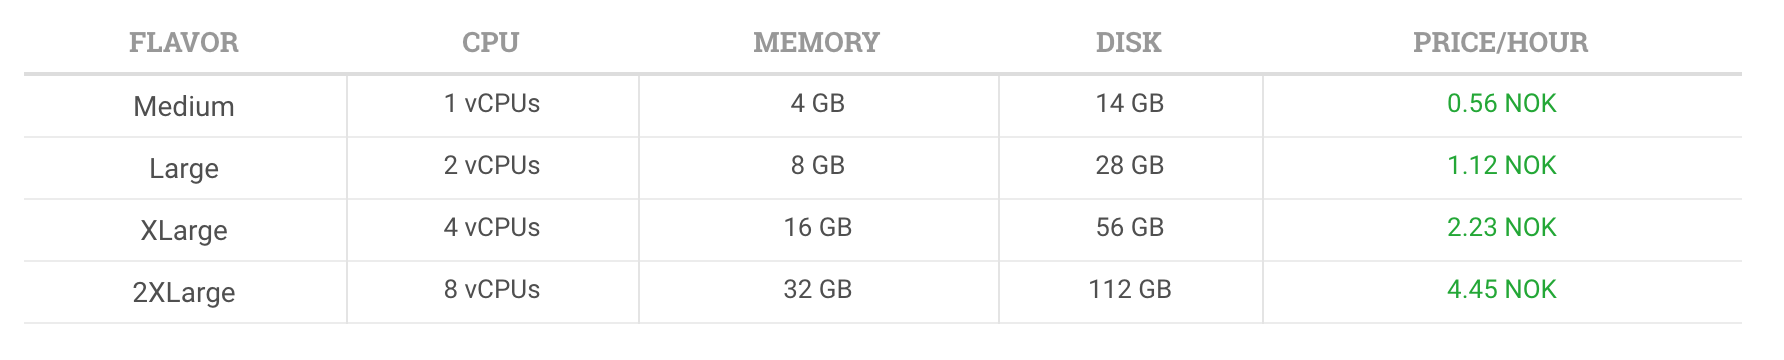 FLAVOR CPU MEMORY DISK PRICE/HOUR
Medium 1 vCPUs 4 GB 14 GB 0.56 NOK
Large 2 vCPUs 8 GB 28 GB 1.12 NOK
XLarge 4 vCPUs 16 GB 56 GB 2.23 NOK
2XLarge 8 vCPUs 32 GB 112 GB 4.45 NOK